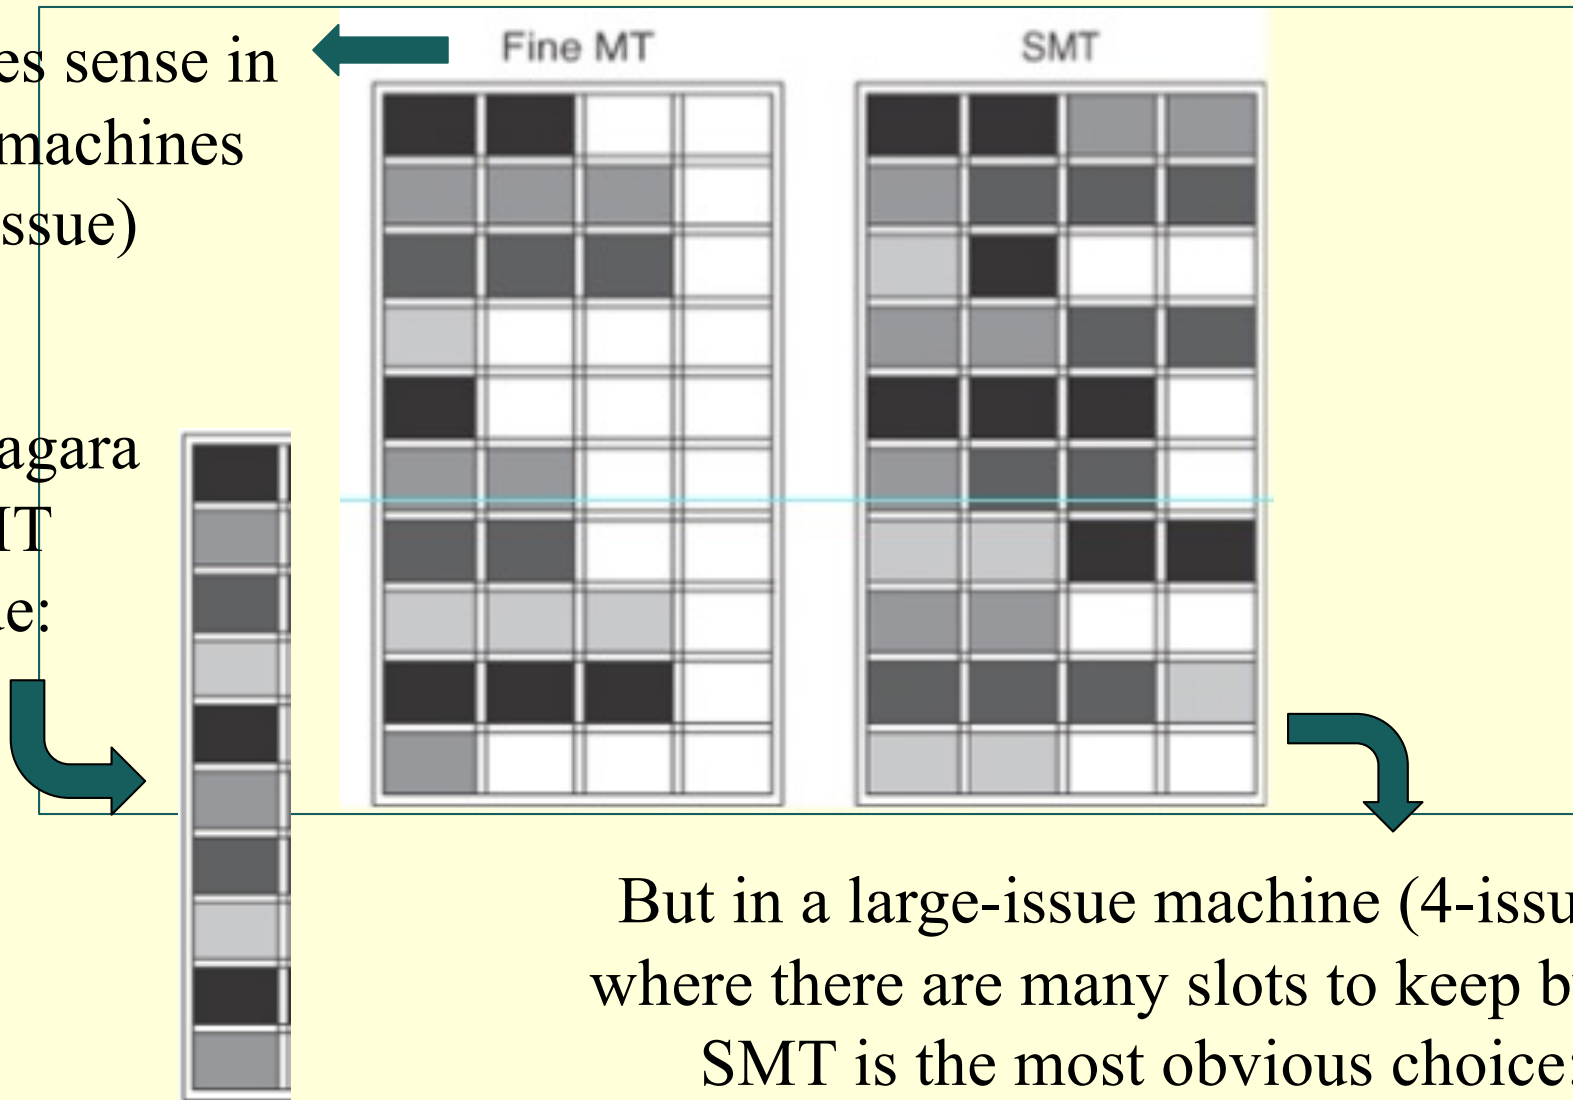 es sense in
machines
ssue)
Fine MT
SMT
agara
IT
e:
But in a large-issue machine (4-issu
where there are many slots to keep b
SMT is the most obvious choice: